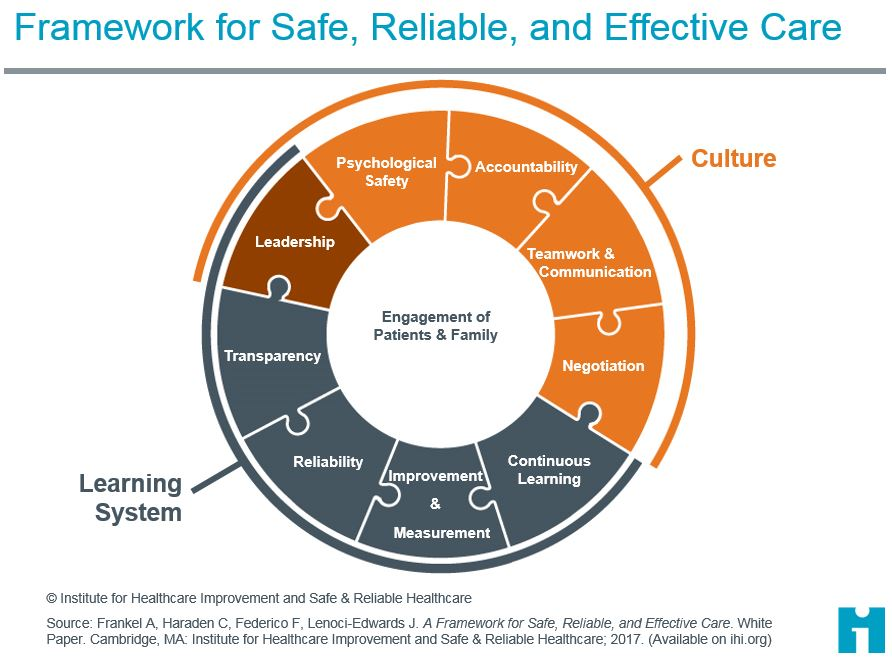 Framework for Safe, Reliable, and Effective Care
Culture
Psychological
Safety
Accountability
Leadership
Teamwork &
Communication
Engagement of
Patients & Family
Transparency
Negotiation
Reliability
Improvement
&
Measurement
Continuous
Learning
Learning
System
© Institute for Healthcare Improvement and Safe & Reliable Healthcare
Source: Frankel A, Haraden C, Federico F, Lenoci-Edwards J. A Framework for Safe, Reliable, and Effective Care. White
Paper. Cambridge, MA: Institute for Healthcare Improvement and Safe & Reliable Healthcare; 2017. (Available on ihi.org)